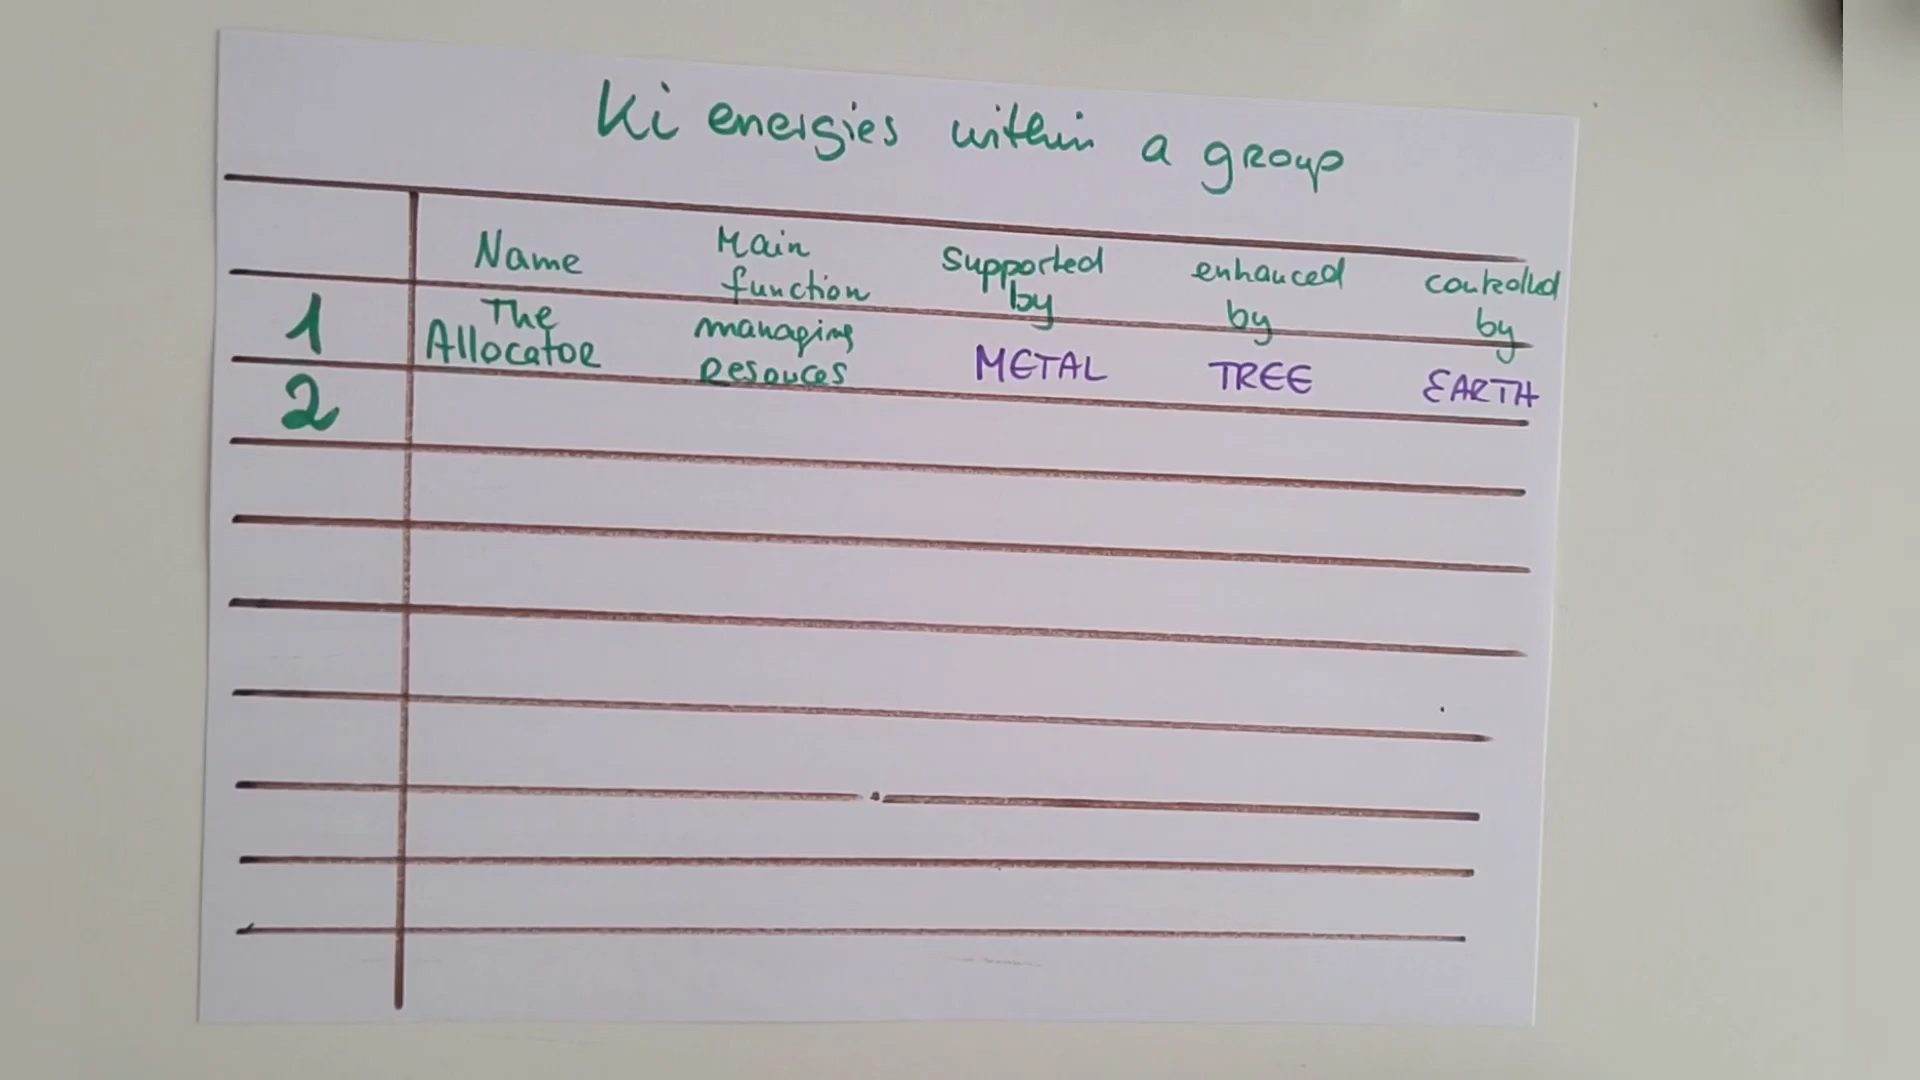 Ki energies within a group
Name Main function Supported by enhanced by controlled by
1 The Allocator managing Resouces METAL TREE EARTH
2